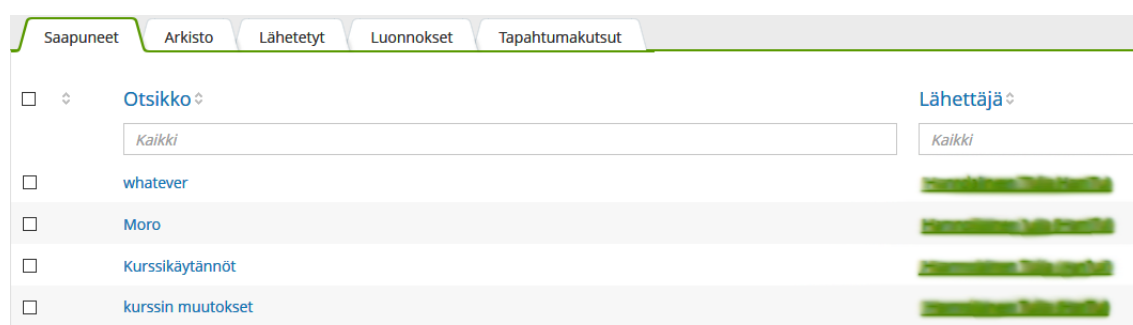 Saapuneet Arkisto Lähetetyt Luonnokset Tapahtumakutsut
Otsikko Lähettäjä
Kaikki Kaikki
whatever
Moro
Kurssikäytännöt
kurssin muutokset